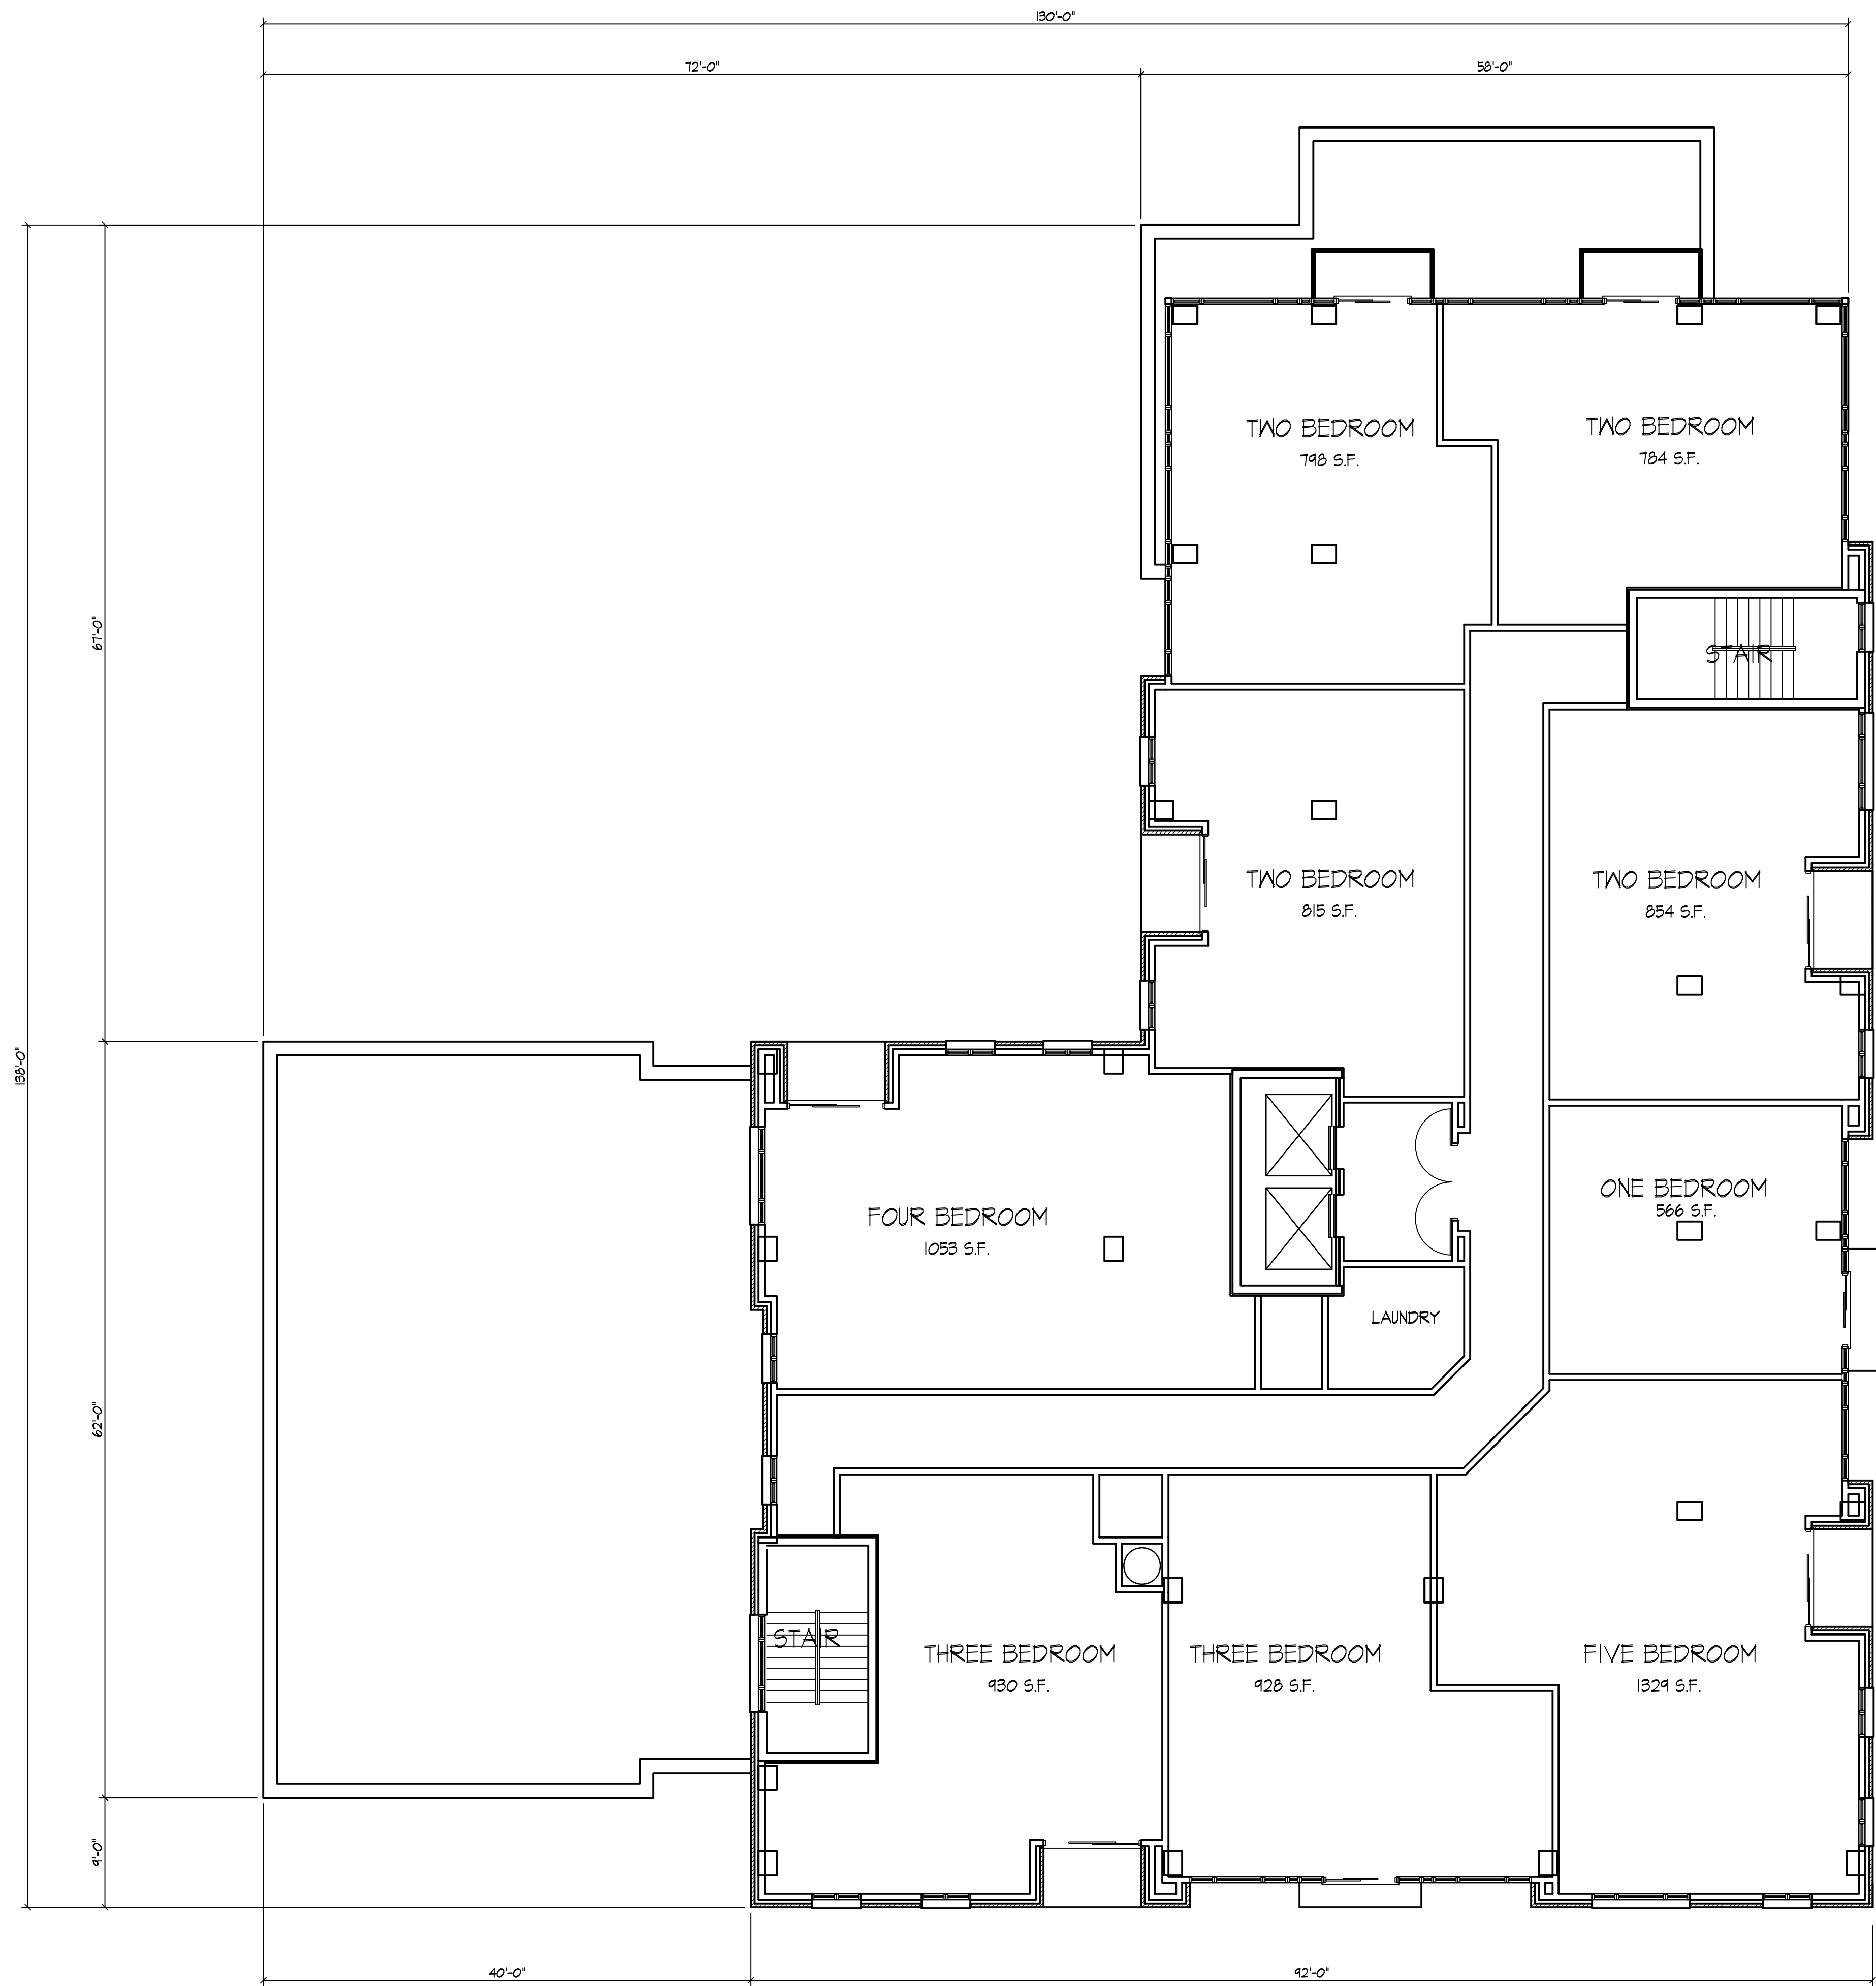 130'-0"
72'-0"
58'-0"
TWO BEDROOM
798 S.F.
TWO BEDROOM
784 S.F.
67'-0"
STAIR
TWO BEDROOM
815 S.F.
TWO BEDROOM
854 S.F.
138'-0"
FOUR BEDROOM
1053 S.F.
ONE BEDROOM
566 S.F.
LAUNDRY
62'-0"
STAIR
THREE BEDROOM
930 S.F.
THREE BEDROOM
928 S.F.
FIVE BEDROOM
1329 S.F.
9'-0"
40'-0"
92'-0"